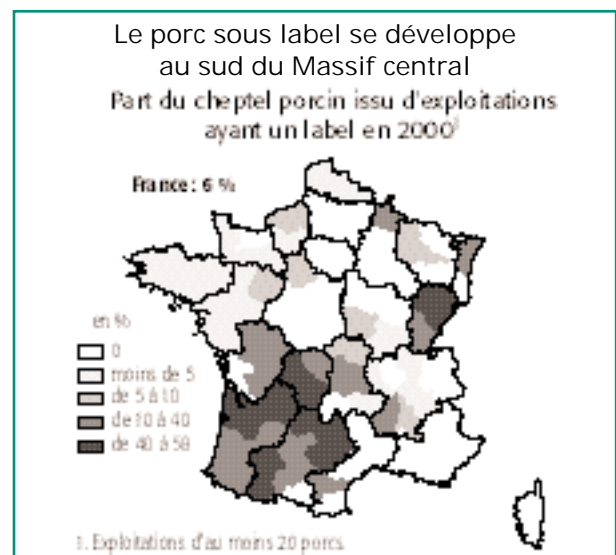 Le porc sous label se développe
au sud du Massif central
Part du cheptel porcin issu d'exploitations
ayant un label en 2000¹
France : 6 %
en %
0
moins de 5
de 5 à 10
de 10 à 40
de 40 à 58
1. Exploitations d'au moins 20 porcs.